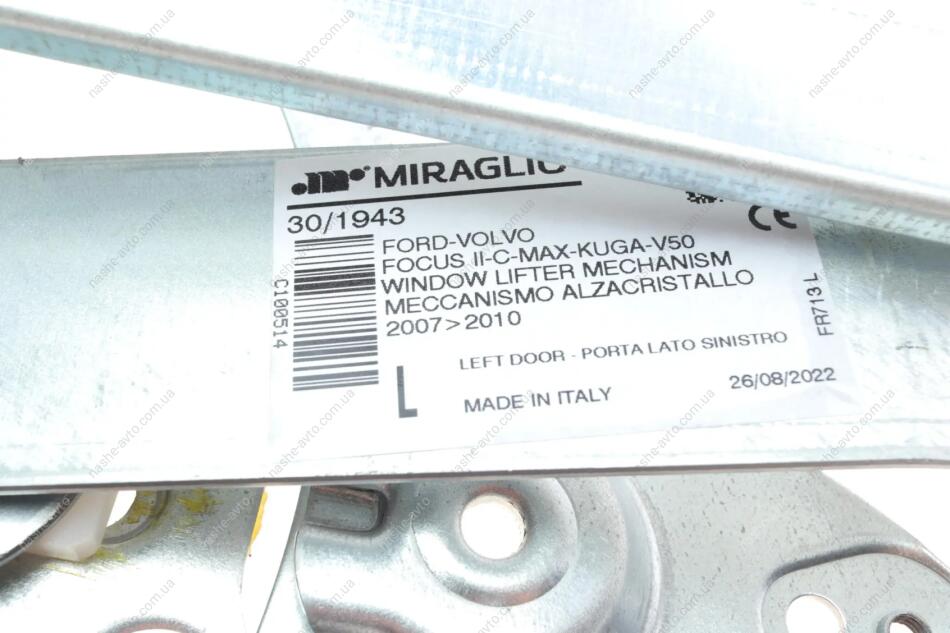 MIRAGLIO
30/1943
FORD-VOLVO
FOCUS II-C-MAX-KUGA-V50
WINDOW LIFTER MECHANISM
MECCANISMO ALZACRISTALLO
2007>2010
C100514
FR713 L
LEFT DOOR - PORTA LATO SINISTRO
L
MADE IN ITALY
26/08/2022
CE
nashe-avto.com.ua